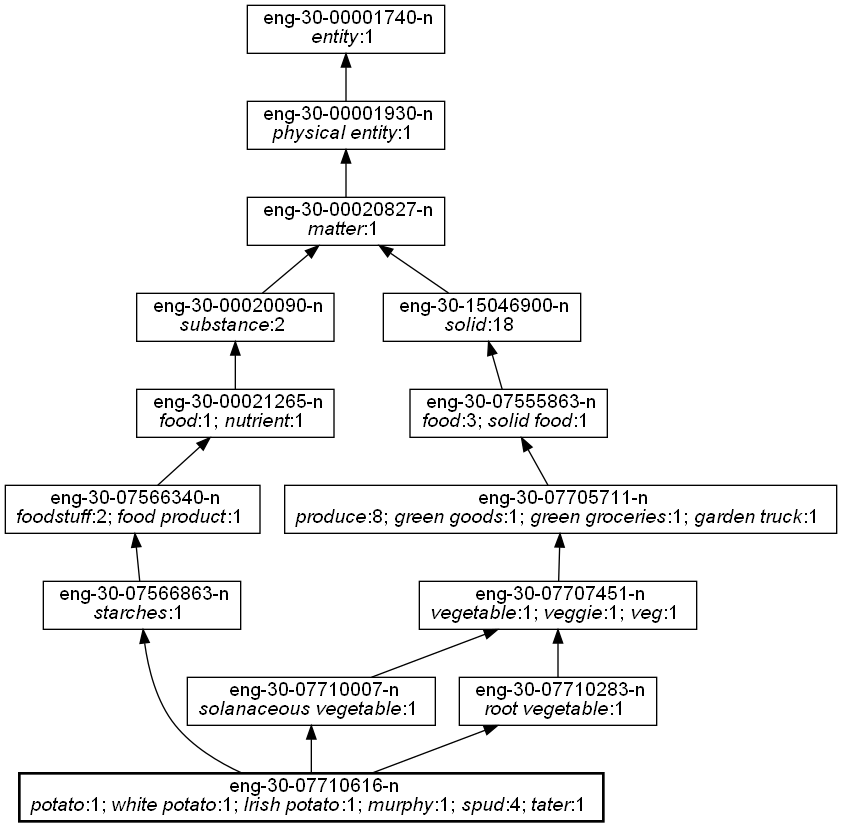 eng-30-00001740-n
entity:1
eng-30-00001930-n
physical entity:1
eng-30-00020827-n
matter:1
eng-30-00020090-n
substance:2
eng-30-15046900-n
solid:18
eng-30-00021265-n
food:1; nutrient:1
eng-30-07555863-n
food:3; solid food:1
eng-30-07566340-n
foodstuff:2; food product:1
eng-30-07705711-n
produce:8; green goods:1; green groceries:1; garden truck:1
eng-30-07566863-n
starches:1
eng-30-07707451-n
vegetable:1; veggie:1; veg:1
eng-30-07710007-n
solanaceous vegetable:1
eng-30-07710283-n
root vegetable:1
eng-30-07710616-n
potato:1; white potato:1; Irish potato:1; murphy:1; spud:4; tater:1